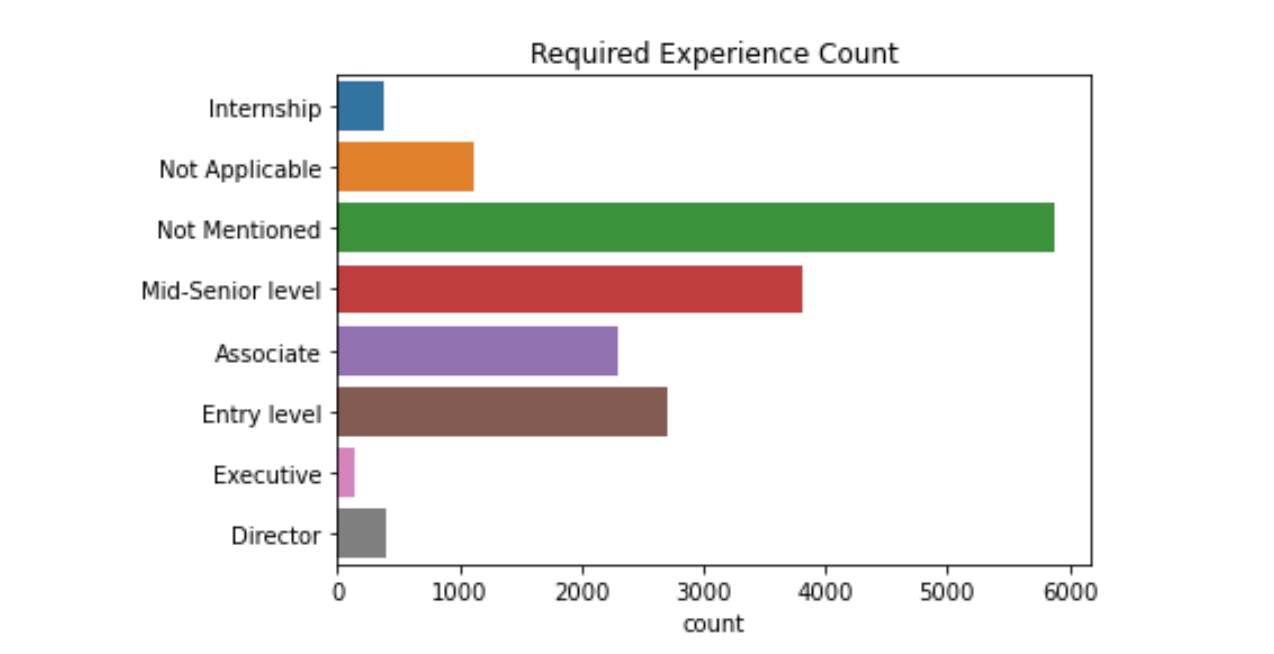 Required Experience Count
Internship
Not Applicable
Not Mentioned
Mid-Senior level
Associate
Entry level
Executive
Director
0 1000 2000 3000 4000 5000 6000
count